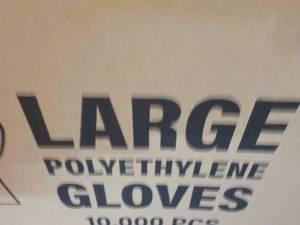 LARGE
POLYETHYLENE
GLOVES
10,000 PCS